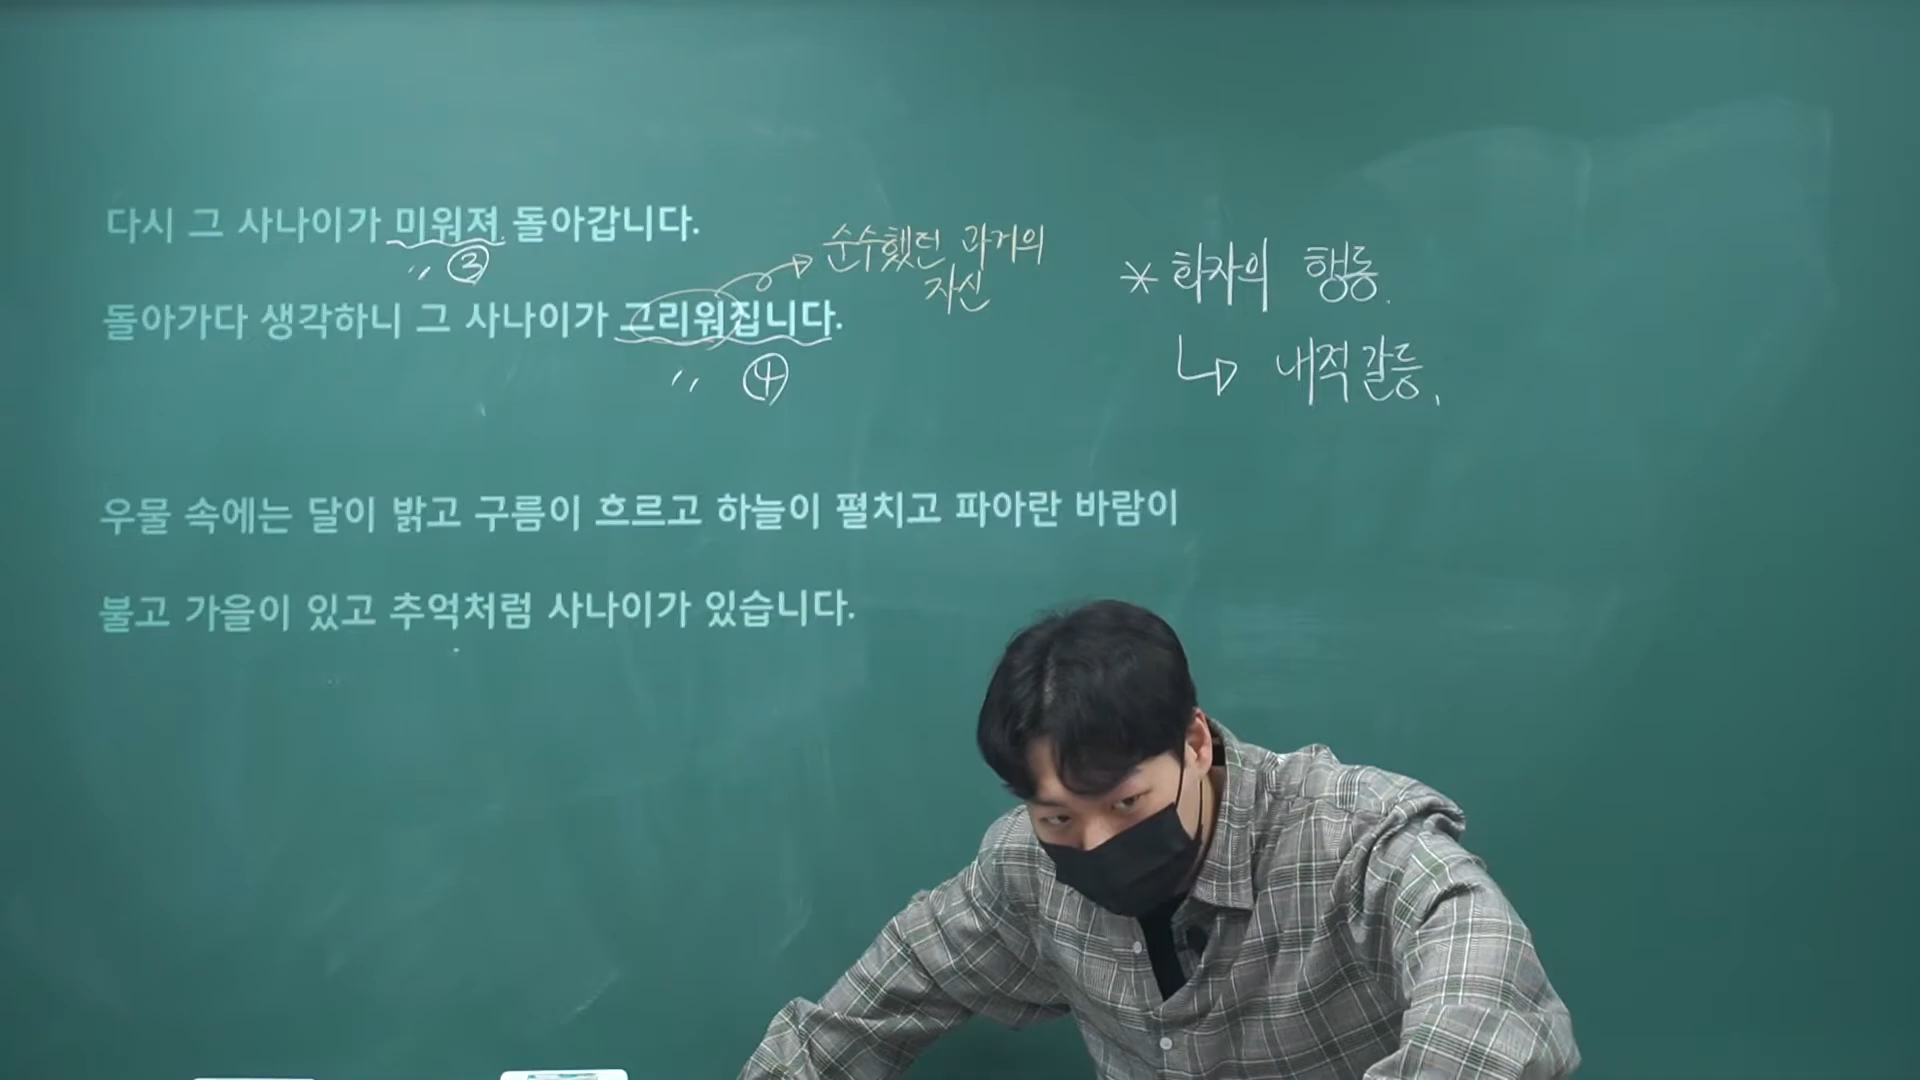 다시 그 사나이가 미워져 돌아갑니다.
〃 ③
순수했던 과거의
자신
* 화자의 행동.
돌아가다 생각하니 그 사나이가 그리워집니다.
〃 ④
↳ 내적갈등.
우물 속에는 달이 밝고 구름이 흐르고 하늘이 펼치고 파아란 바람이
불고 가을이 있고 추억처럼 사나이가 있습니다.